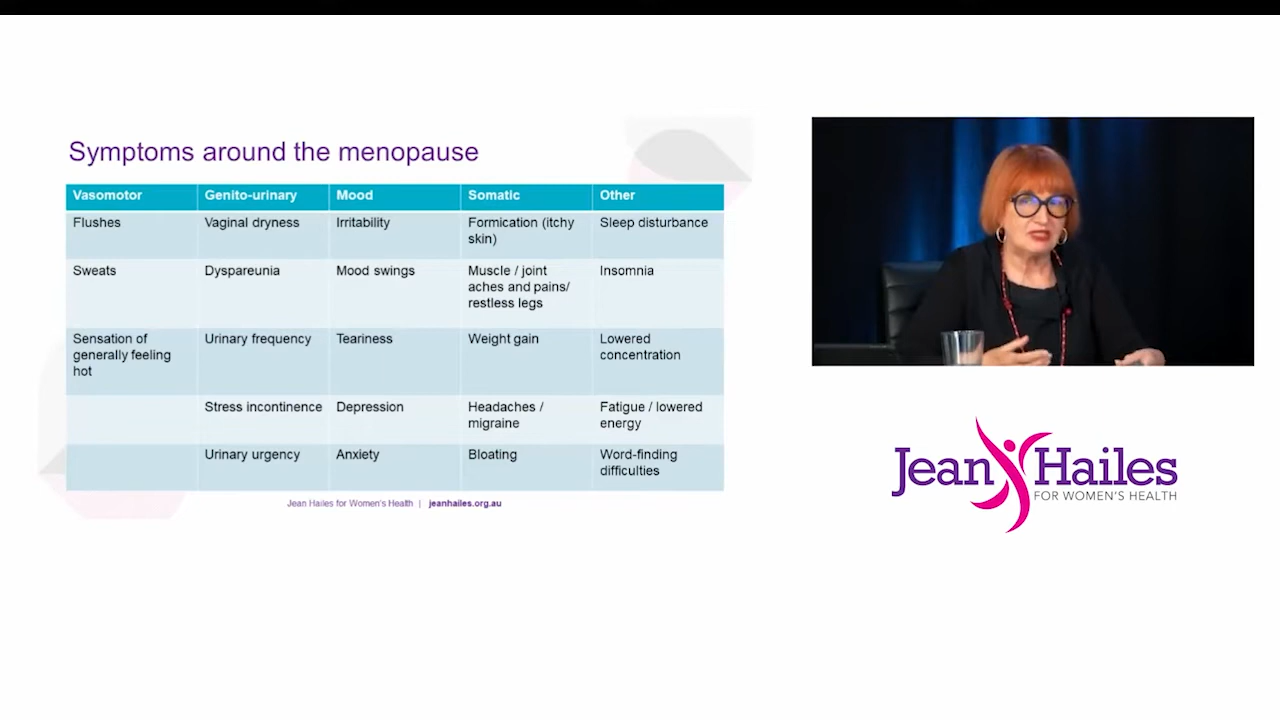 Symptoms around the menopause
Vasomotor Genito-urinary Mood Somatic Other
Flushes Vaginal dryness Irritability Formication (itchy Sleep disturbance
skin)
Sweats Dyspareunia Mood swings Muscle / joint Insomnia
aches and pains/
restless legs
Sensation of Urinary frequency Teariness Weight gain Lowered
generally feeling concentration
hot
Stress incontinence Depression Headaches / Fatigue / lowered
migraine energy
Urinary urgency Anxiety Bloating Word-finding
difficulties
Jean Hailes for Women's Health | jeanhailes.org.au
Jean Hailes
FOR WOMEN'S HEALTH